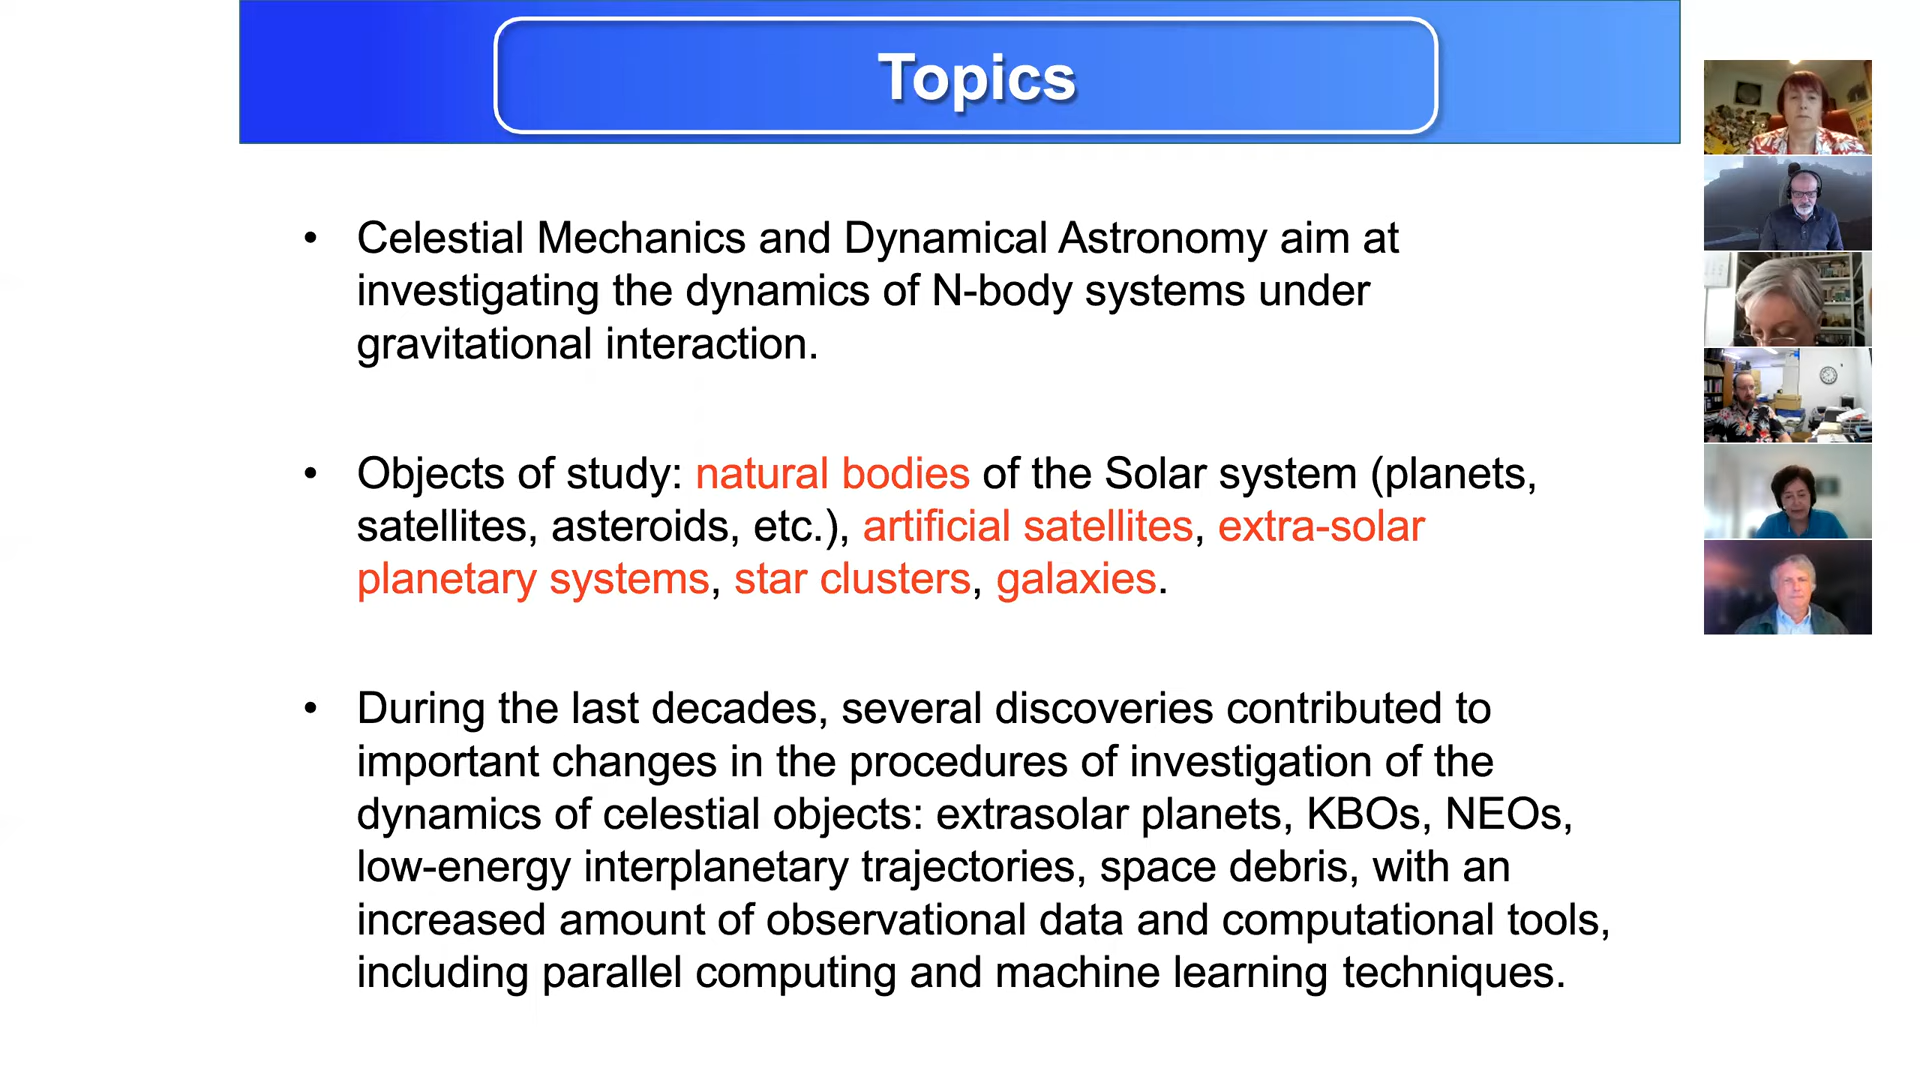 Topics
• Celestial Mechanics and Dynamical Astronomy aim at
investigating the dynamics of N-body systems under
gravitational interaction.
• Objects of study: natural bodies of the Solar system (planets,
satellites, asteroids, etc.), artificial satellites, extra-solar
planetary systems, star clusters, galaxies.
• During the last decades, several discoveries contributed to
important changes in the procedures of investigation of the
dynamics of celestial objects: extrasolar planets, KBOs, NEOs,
low-energy interplanetary trajectories, space debris, with an
increased amount of observational data and computational tools,
including parallel computing and machine learning techniques.